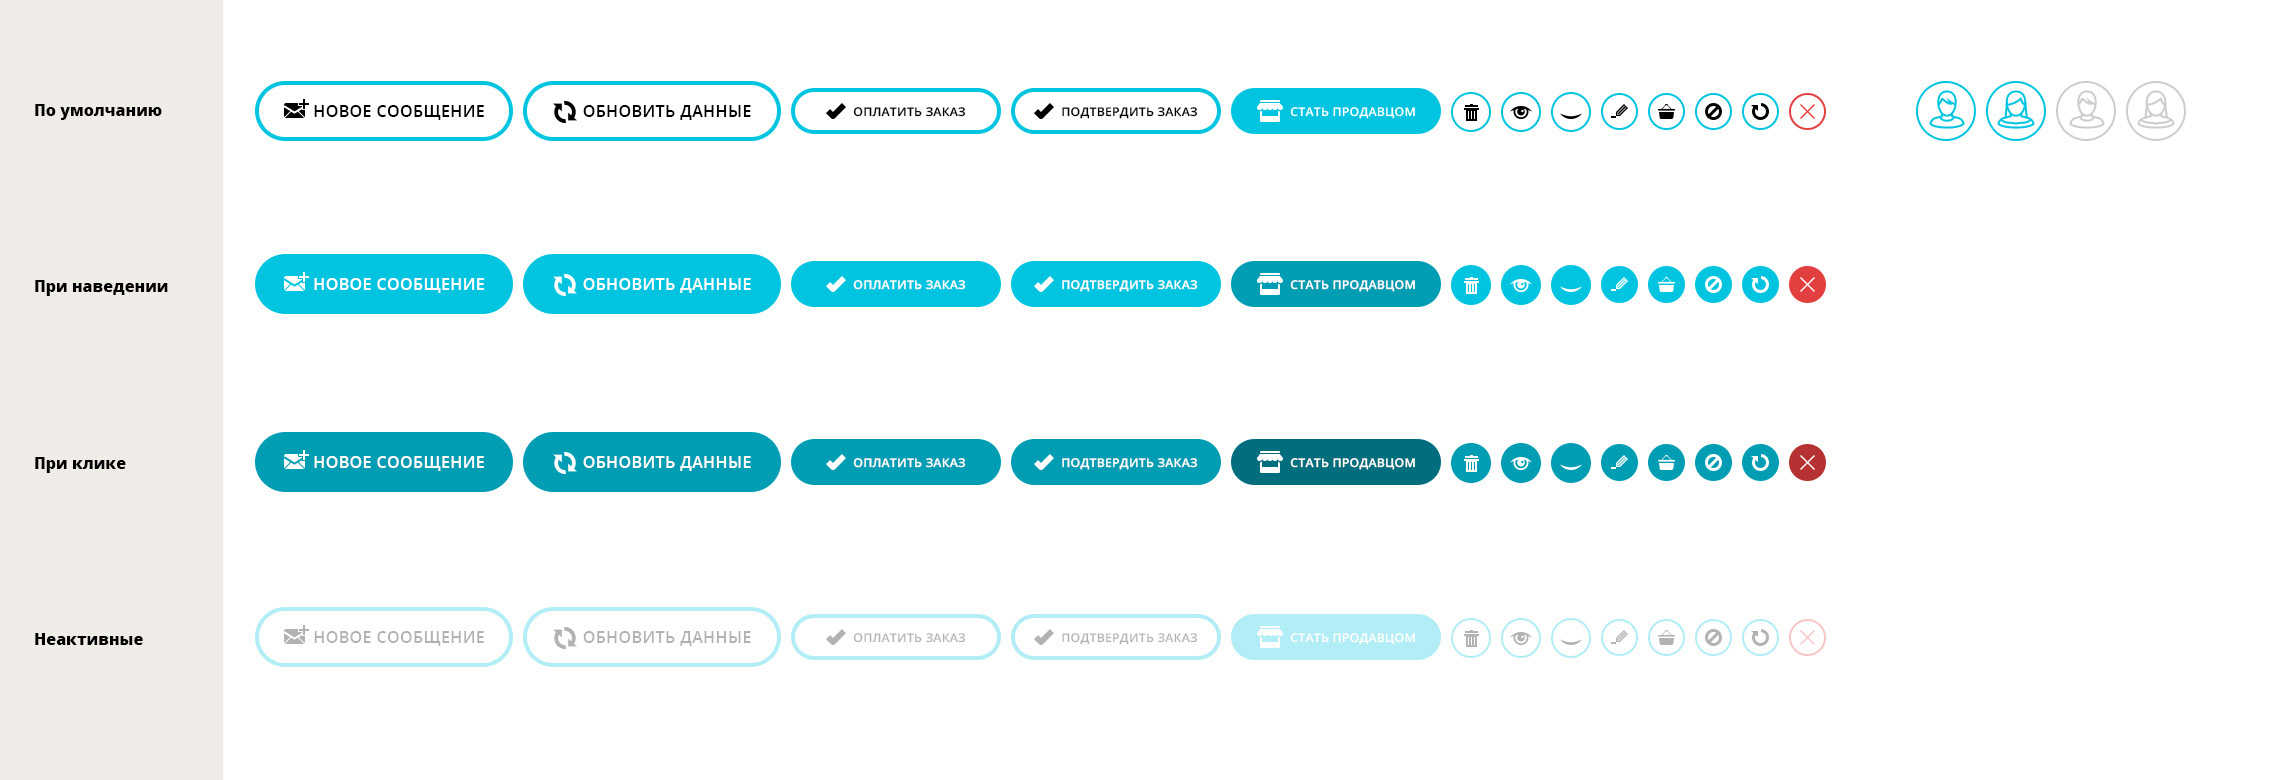 По умолчанию
НОВОЕ СООБЩЕНИЕ ОБНОВИТЬ ДАННЫЕ ОПЛАТИТЬ ЗАКАЗ ПОДТВЕРДИТЬ ЗАКАЗ СТАТЬ ПРОДАВЦОМ
При наведении
НОВОЕ СООБЩЕНИЕ ОБНОВИТЬ ДАННЫЕ ОПЛАТИТЬ ЗАКАЗ ПОДТВЕРДИТЬ ЗАКАЗ СТАТЬ ПРОДАВЦОМ
При клике
НОВОЕ СООБЩЕНИЕ ОБНОВИТЬ ДАННЫЕ ОПЛАТИТЬ ЗАКАЗ ПОДТВЕРДИТЬ ЗАКАЗ СТАТЬ ПРОДАВЦОМ
Неактивные
НОВОЕ СООБЩЕНИЕ ОБНОВИТЬ ДАННЫЕ ОПЛАТИТЬ ЗАКАЗ ПОДТВЕРДИТЬ ЗАКАЗ СТАТЬ ПРОДАВЦОМ